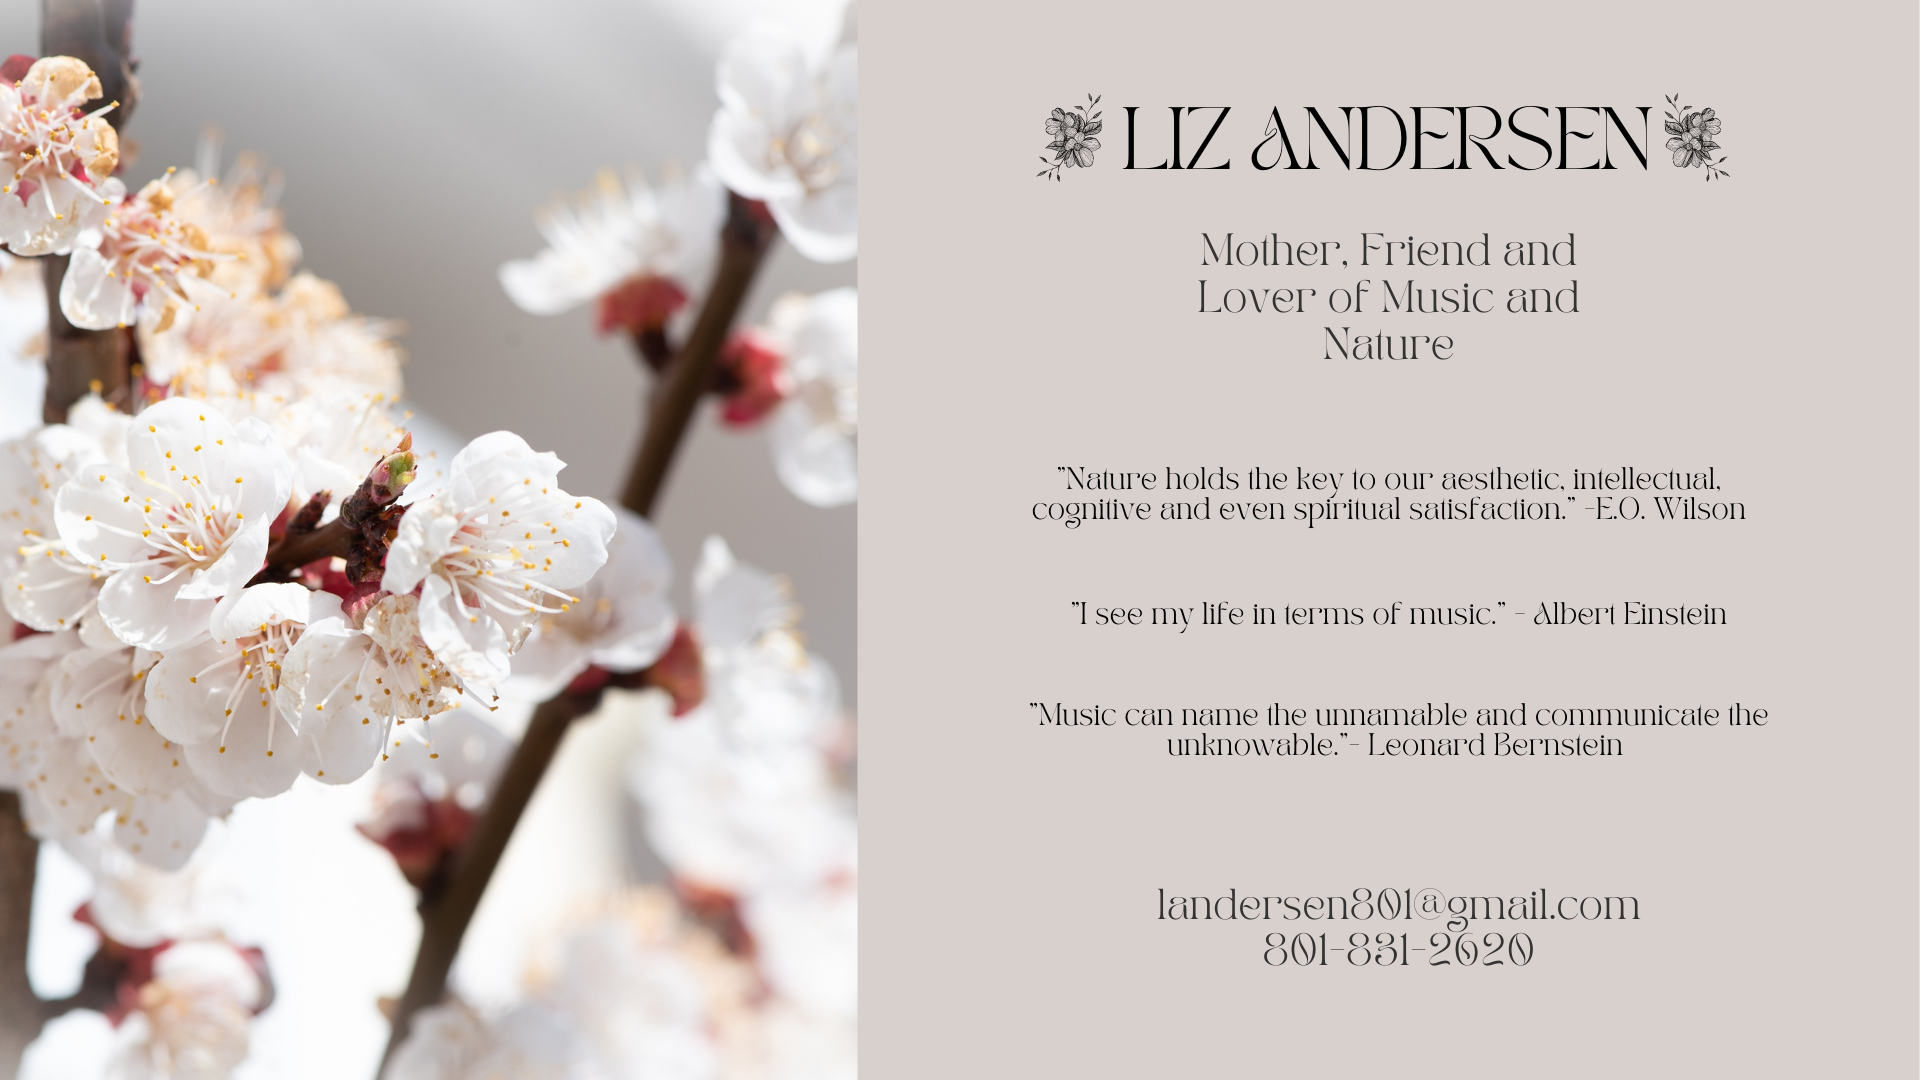 LIZ ANDERSEN
Mother, Friend and
Lover of Music and
Nature
"Nature holds the key to our aesthetic, intellectual,
cognitive and even spiritual satisfaction." -E.O. Wilson
"I see my life in terms of music." - Albert Einstein
"Music can name the unnamable and communicate the
unknowable."- Leonard Bernstein
landersen801@gmail.com
801-831-2620